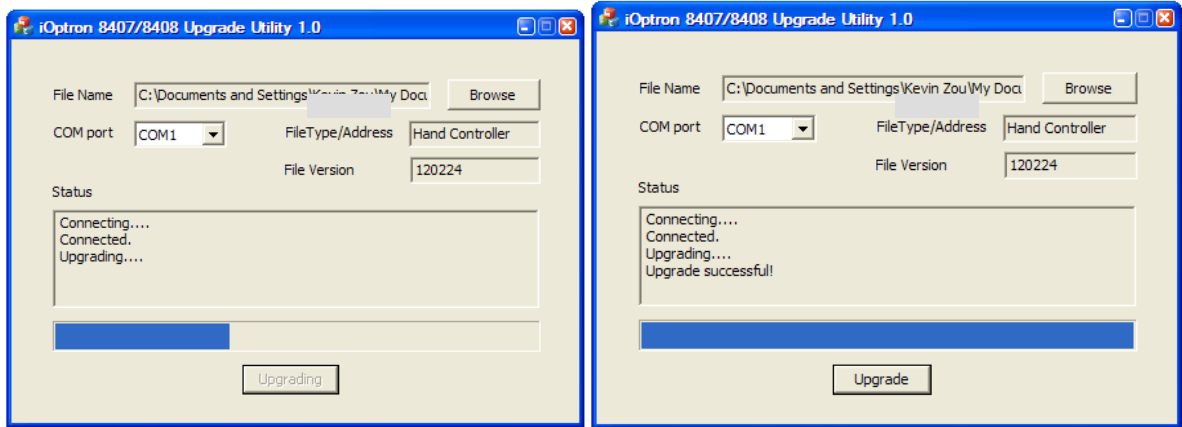 iOptron 8407/8408 Upgrade Utility 1.0
File Name C:\Documents and Settings\Kevin Zou\My Docu Browse
COM port COM1 FileType/Address Hand Controller
File Version 120224
Status
Connecting....
Connected.
Upgrading....
Upgrading
iOptron 8407/8408 Upgrade Utility 1.0
File Name C:\Documents and Settings\Kevin Zou\My Docu Browse
COM port COM1 FileType/Address Hand Controller
File Version 120224
Status
Connecting....
Connected.
Upgrading....
Upgrade successful!
Upgrade